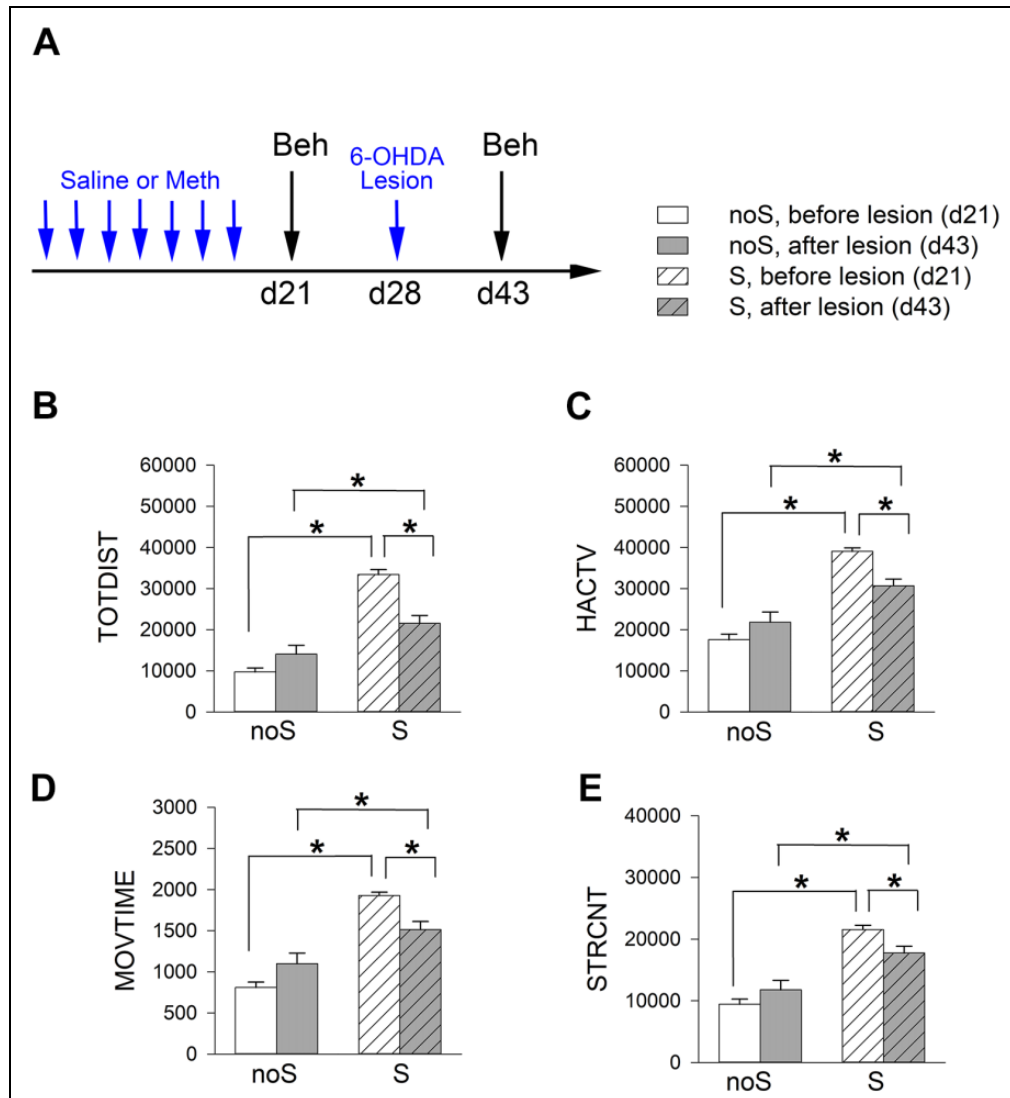 A
Saline or Meth
Beh
6-OHDA
Lesion
Beh
d21
d28
d43
noS, before lesion (d21)
noS, after lesion (d43)
S, before lesion (d21)
S, after lesion (d43)
B
TOTDIST
60000
50000
40000
30000
20000
10000
0
*
*
*
noS
S
C
HACTV
60000
50000
40000
30000
20000
10000
0
*
*
*
noS
S
D
MOVTIME
3000
2500
2000
1500
1000
500
0
*
*
*
noS
S
E
STRCNT
40000
30000
20000
10000
0
*
*
*
noS
S